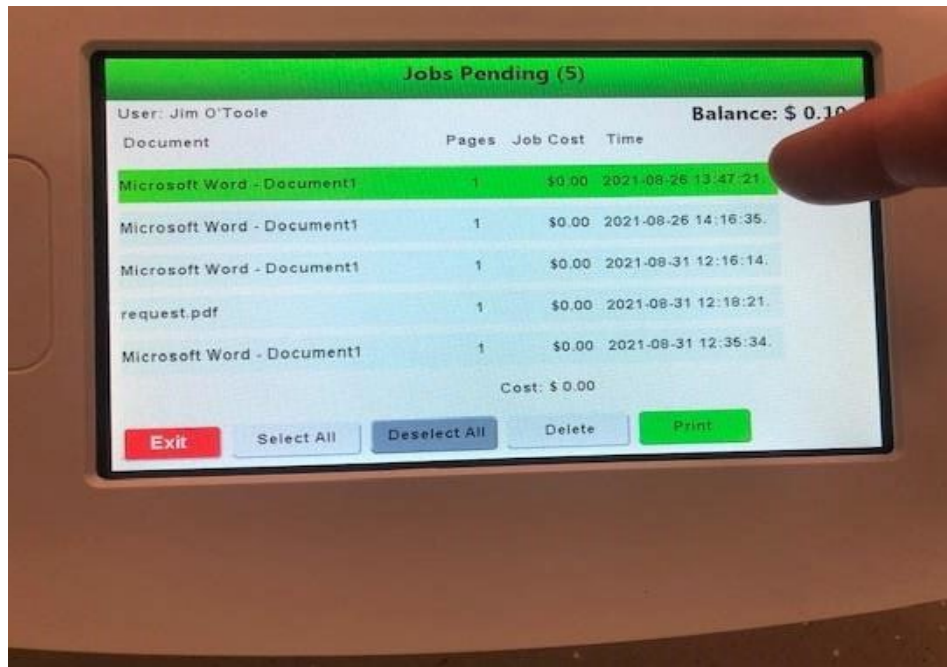 Jobs Pending (5)
User: Jim O'Toole Balance: $ 0.10
Document Pages Job Cost Time
Microsoft Word - Document1 1 $0.00 2021-08-26 13:47:21.
Microsoft Word - Document1 1 $0.00 2021-08-26 14:16:35.
Microsoft Word - Document1 1 $0.00 2021-08-31 12:16:14.
request.pdf 1 $0.00 2021-08-31 12:18:21.
Microsoft Word - Document1 1 $0.00 2021-08-31 12:35:34.
Cost: $ 0.00
Exit Select All Deselect All Delete Print